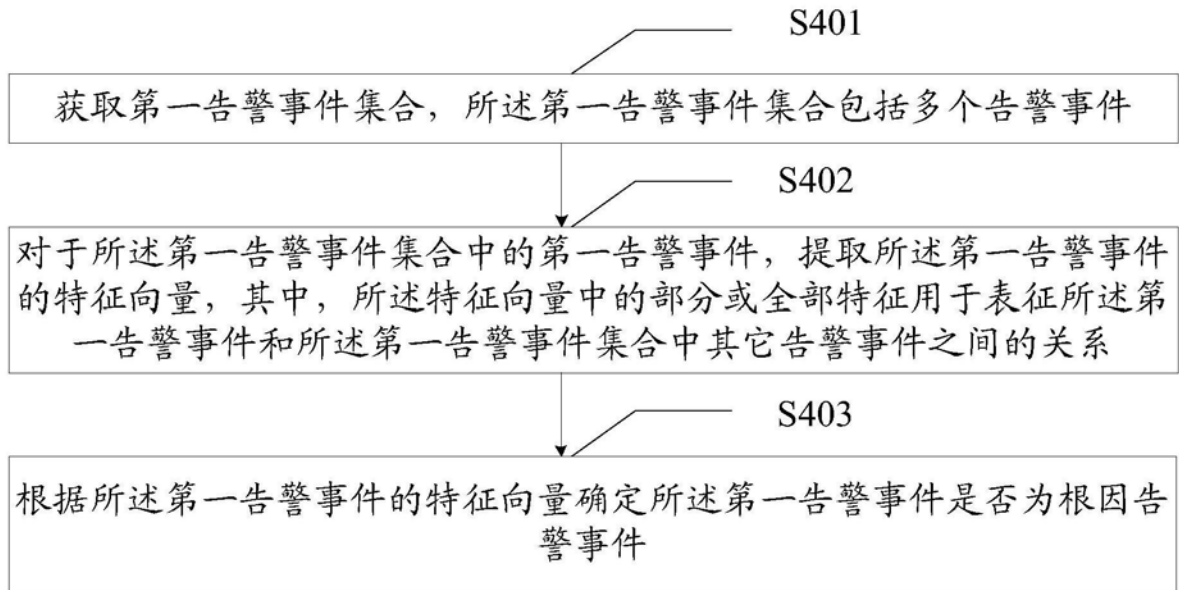 S401
获取第一告警事件集合，所述第一告警事件集合包括多个告警事件
S402
对于所述第一告警事件集合中的第一告警事件，提取所述第一告警事件
的特征向量，其中，所述特征向量中的部分或全部特征用于表征所述第
一告警事件和所述第一告警事件集合中其它告警事件之间的关系
S403
根据所述第一告警事件的特征向量确定所述第一告警事件是否为根因告
警事件